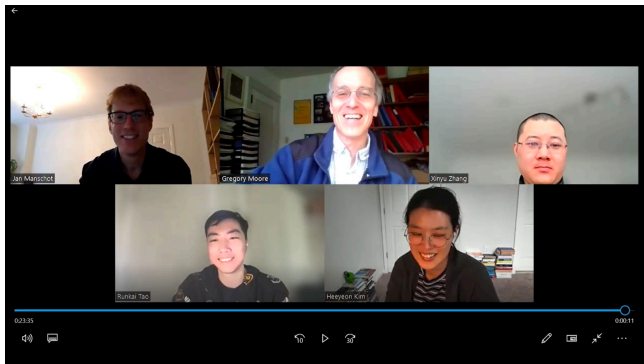 Jan Manschot
Gregory Moore
Xinyu Zhang
Runkai Tao
Heeyeon Kim
0:23:35
0:00:11
10
30